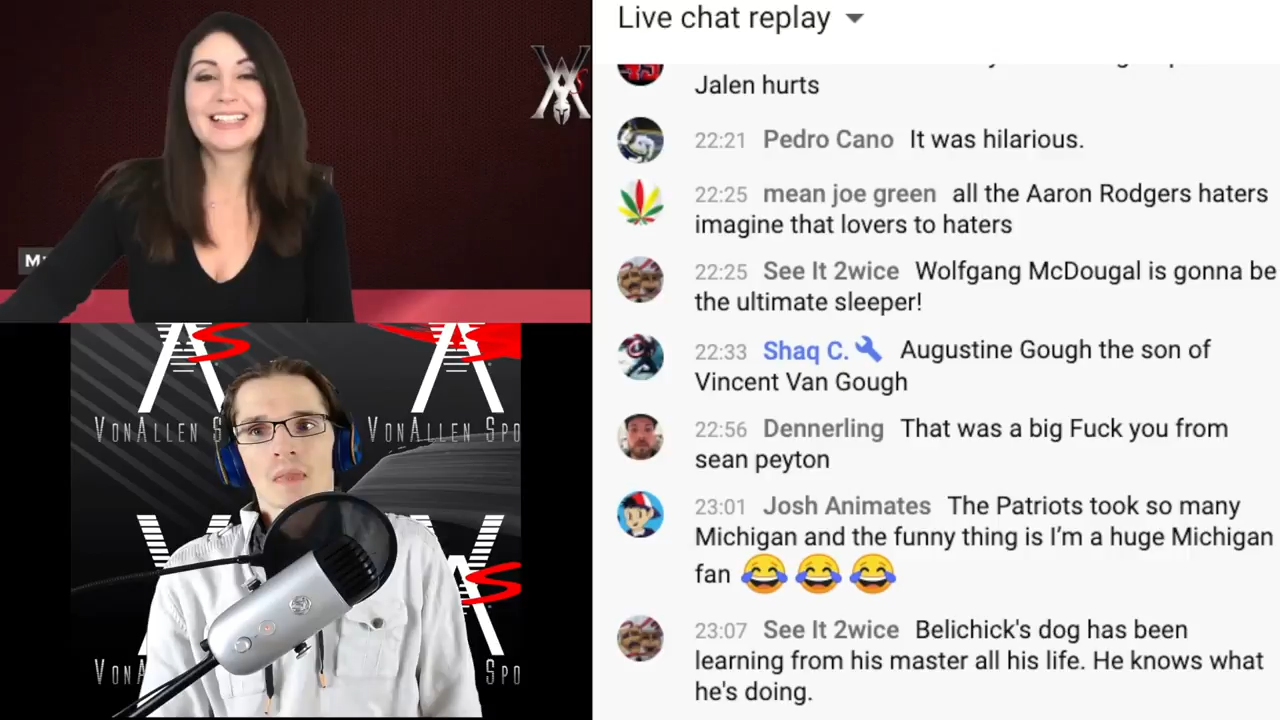 Live chat replay
Jalen hurts
22:21 Pedro Cano It was hilarious.
22:25 mean joe green all the Aaron Rodgers haters
imagine that lovers to haters
22:25 See It 2wice Wolfgang McDougal is gonna be
the ultimate sleeper!
22:33 Shaq C. Augustine Gough the son of
Vincent Van Gough
22:56 Dennerling That was a big Fuck you from
sean peyton
23:01 Josh Animates The Patriots took so many
Michigan and the funny thing is I'm a huge Michigan
fan 😂 😂 😂
23:07 See It 2wice Belichick's dog has been
learning from his master all his life. He knows what
he's doing.
VonAllen S
VonAllen Spo